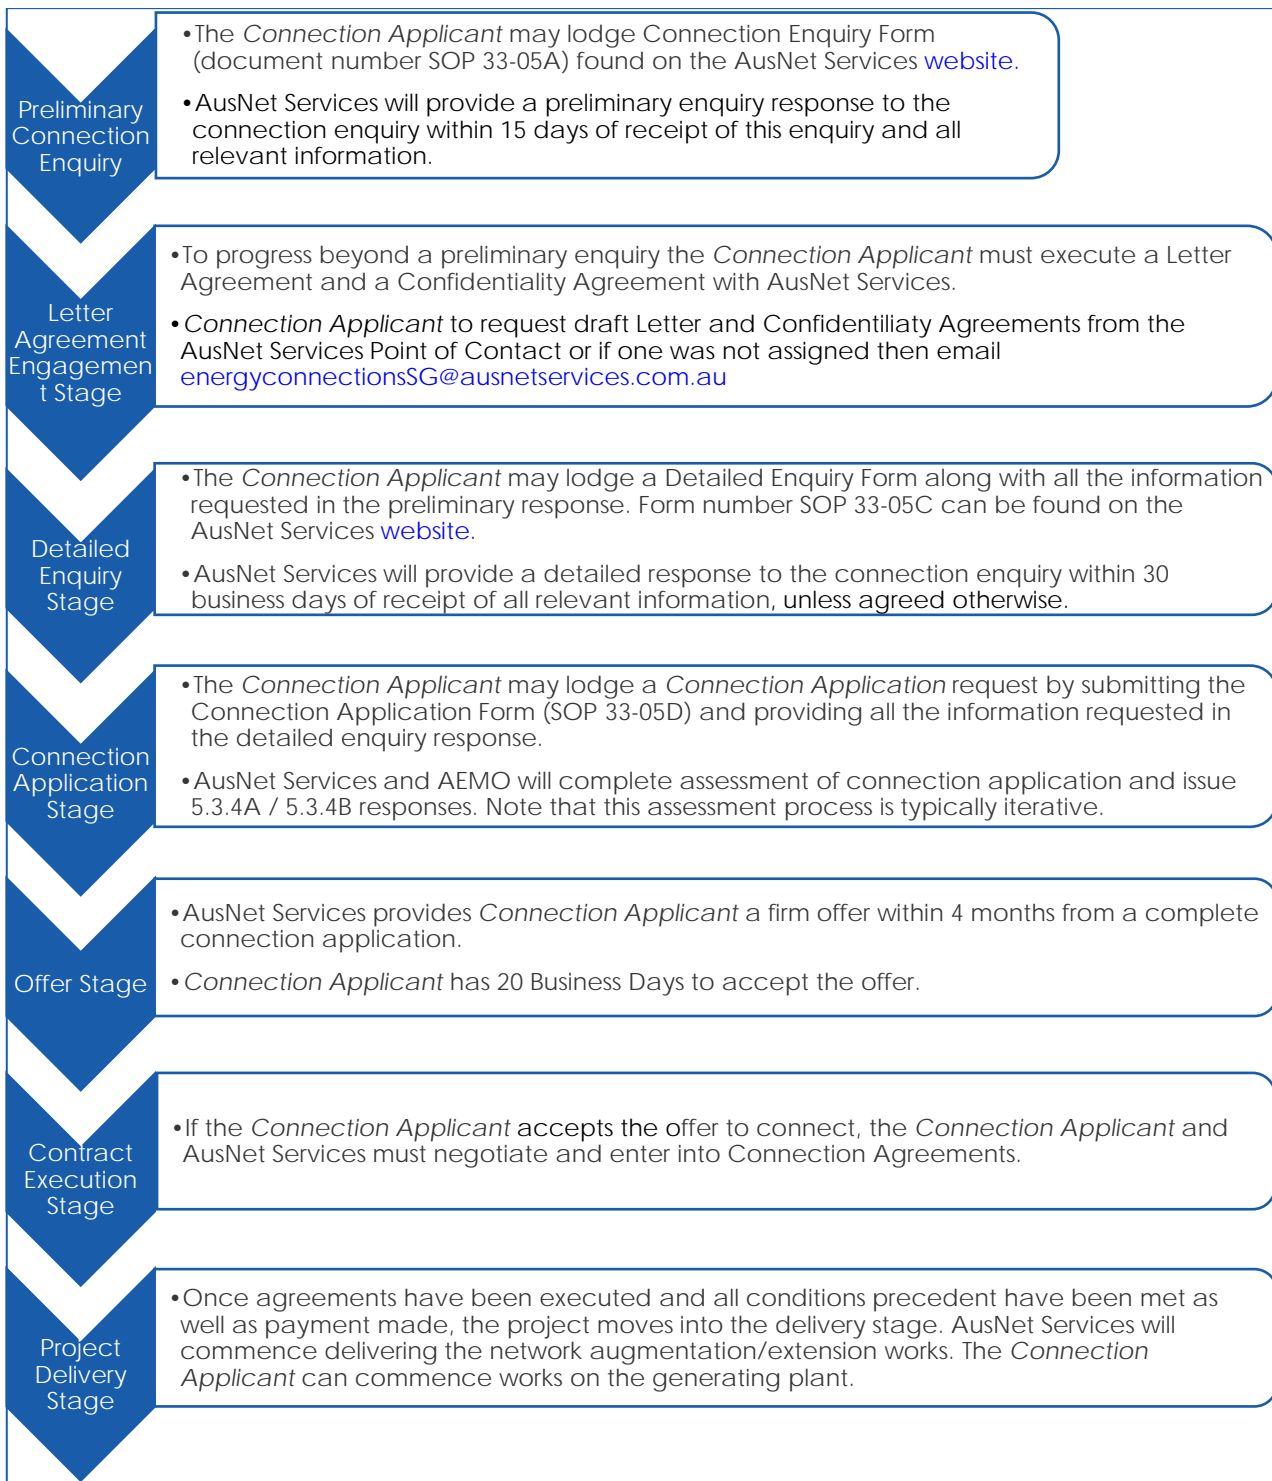 Preliminary
Connection
Enquiry
•The Connection Applicant may lodge Connection Enquiry Form
(document number SOP 33-05A) found on the AusNet Services website.
•AusNet Services will provide a preliminary enquiry response to the
connection enquiry within 15 days of receipt of this enquiry and all
relevant information.
Letter
Agreement
Engagemen
t Stage
•To progress beyond a preliminary enquiry the Connection Applicant must execute a Letter
Agreement and a Confidentiality Agreement with AusNet Services.
•Connection Applicant to request draft Letter and Confidentiliaty Agreements from the
AusNet Services Point of Contact or if one was not assigned then email
energyconnectionsSG@ausnetservices.com.au
Detailed
Enquiry
Stage
•The Connection Applicant may lodge a Detailed Enquiry Form along with all the information
requested in the preliminary response. Form number SOP 33-05C can be found on the
AusNet Services website.
•AusNet Services will provide a detailed response to the connection enquiry within 30
business days of receipt of all relevant information, unless agreed otherwise.
Connection
Application
Stage
•The Connection Applicant may lodge a Connection Application request by submitting the
Connection Application Form (SOP 33-05D) and providing all the information requested in
the detailed enquiry response.
•AusNet Services and AEMO will complete assessment of connection application and issue
5.3.4A / 5.3.4B responses. Note that this assessment process is typically iterative.
Offer Stage
•AusNet Services provides Connection Applicant a firm offer within 4 months from a complete
connection application.
•Connection Applicant has 20 Business Days to accept the offer.
Contract
Execution
Stage
•If the Connection Applicant accepts the offer to connect, the Connection Applicant and
AusNet Services must negotiate and enter into Connection Agreements.
Project
Delivery
Stage
•Once agreements have been executed and all conditions precedent have been met as
well as payment made, the project moves into the delivery stage. AusNet Services will
commence delivering the network augmentation/extension works. The Connection
Applicant can commence works on the generating plant.